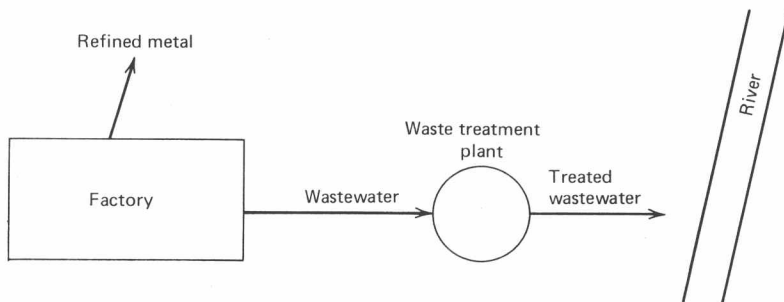 Refined metal
Factory
Wastewater
Waste treatment
plant
Treated
wastewater
River